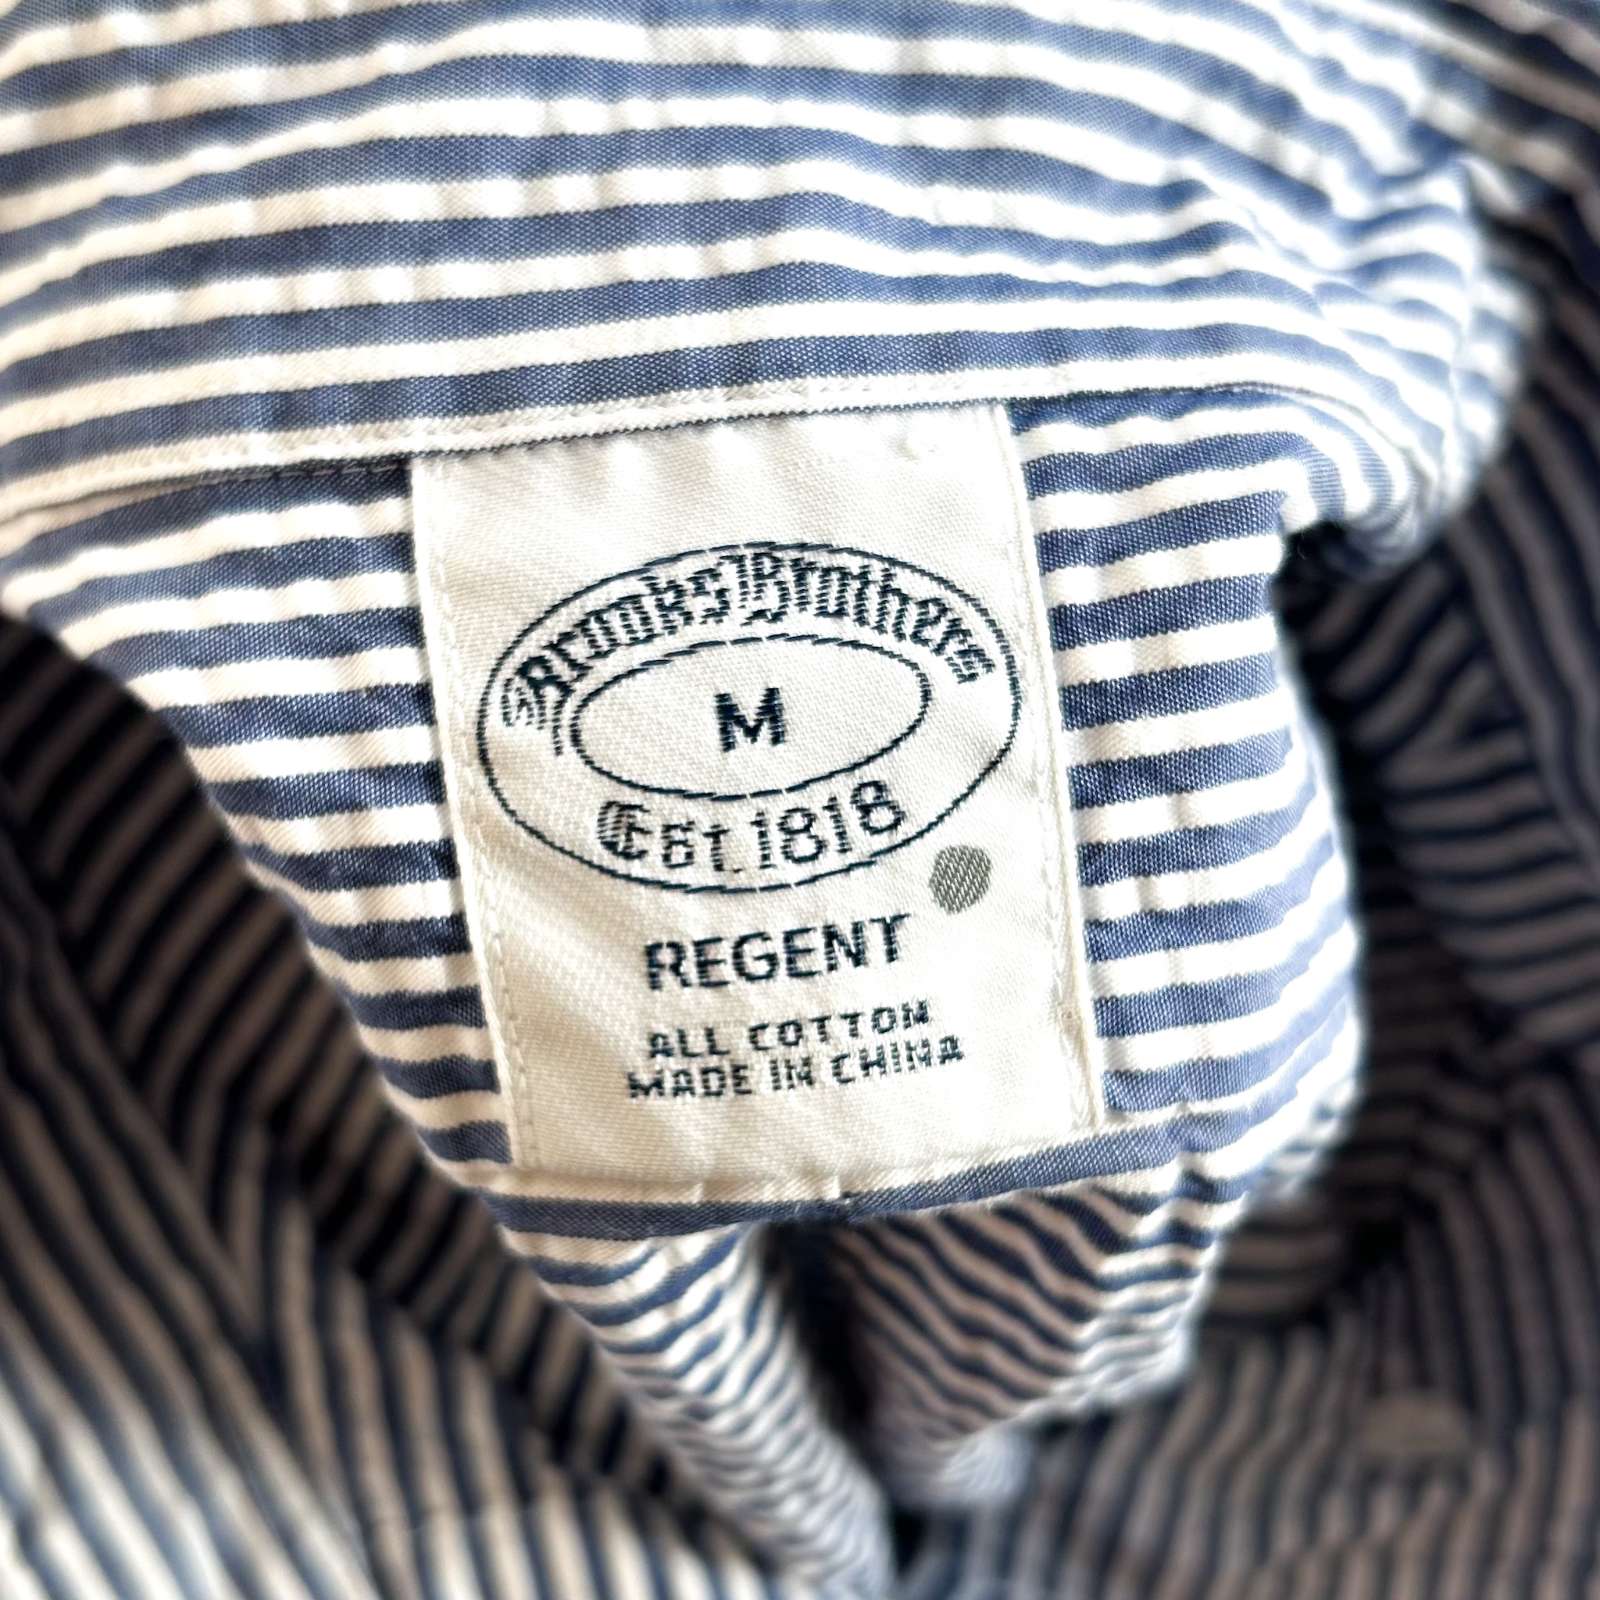 Brooks Brothers
M
Est. 1818
REGENT
ALL COTTON
MADE IN CHINA